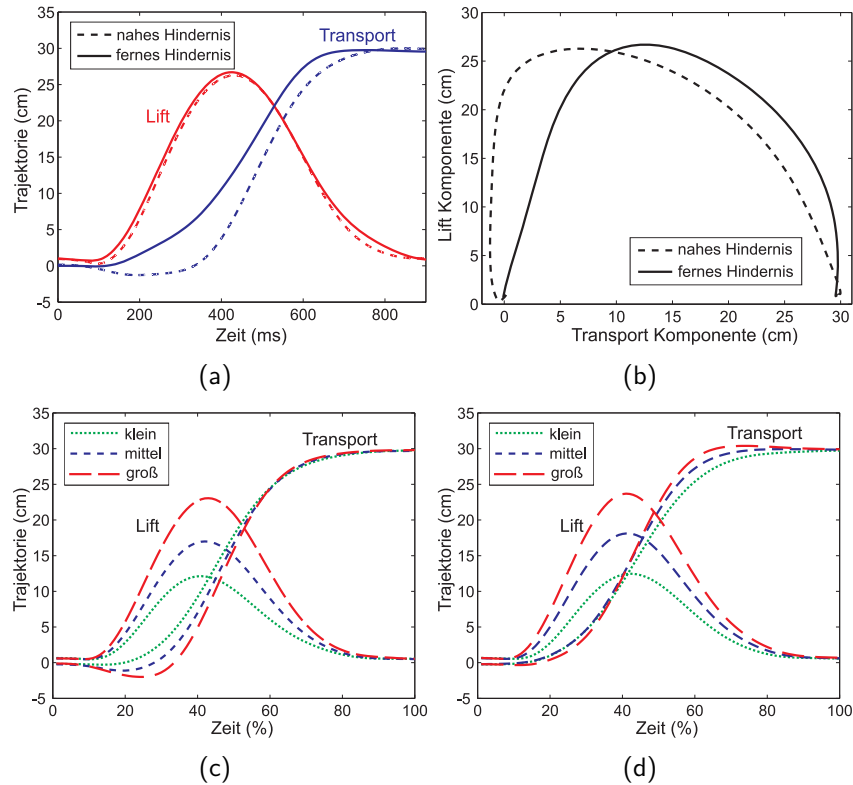 35
30
25
20
15
10
5
0
-5
nahes Hindernis
fernes Hindernis
Transport
Lift
Trajektorie (cm)
0 200 400 600 800
Zeit (ms)
(a)
30
25
20
15
10
5
0
Lift Komponente (cm)
nahes Hindernis
fernes Hindernis
0 5 10 15 20 25 30
Transport Komponente (cm)
(b)
35
30
25
20
15
10
5
0
-5
klein
mittel
groß
Transport
Lift
Trajektorie (cm)
0 20 40 60 80 100
Zeit (%)
(c)
35
30
25
20
15
10
5
0
-5
klein
mittel
groß
Transport
Lift
Trajektorie (cm)
0 20 40 60 80 100
Zeit (%)
(d)